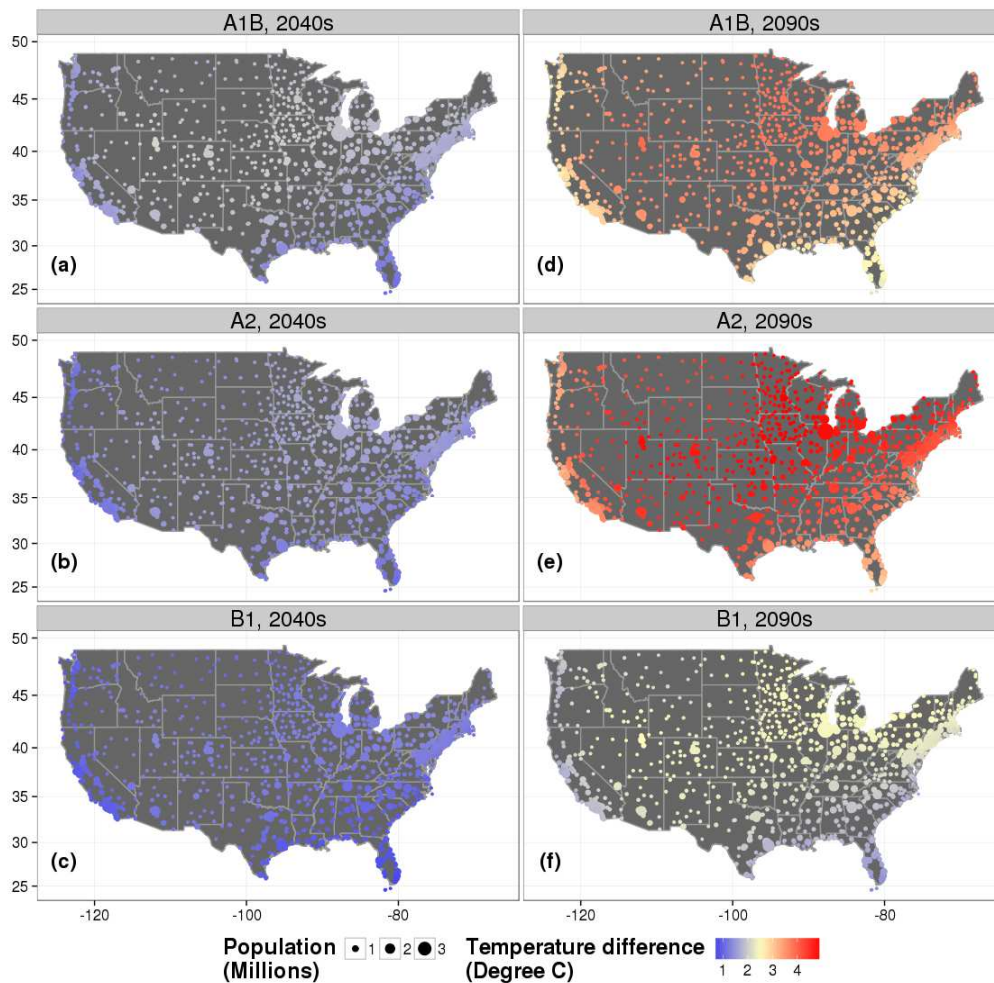 A1B, 2040s
A1B, 2090s
50
45
40
35
30
25
(a)
(d)
A2, 2040s
A2, 2090s
50
45
40
35
30
25
(b)
(e)
B1, 2040s
B1, 2090s
50
45
40
35
30
25
(c)
(f)
-120 -100 -80 -120 -100 -80
Population 1 2 3 Temperature difference
(Millions) (Degree C) 1 2 3 4